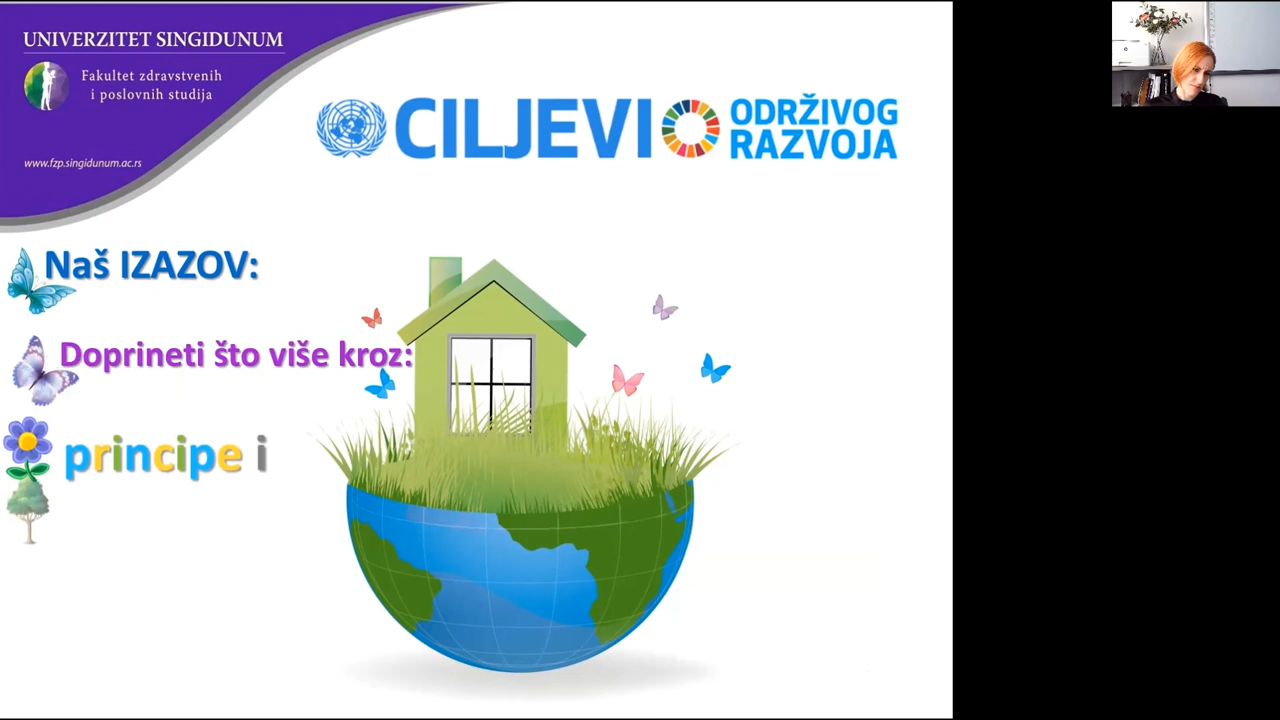 UNIVERZITET SINGIDUNUM
Fakultet zdravstvenih
i poslovnih studija
www.fzp.singidunum.ac.rs
CILJEVI
ODRŽIVOG
RAZVOJA
Naš IZAZOV:
Doprineti što više kroz:
principe i